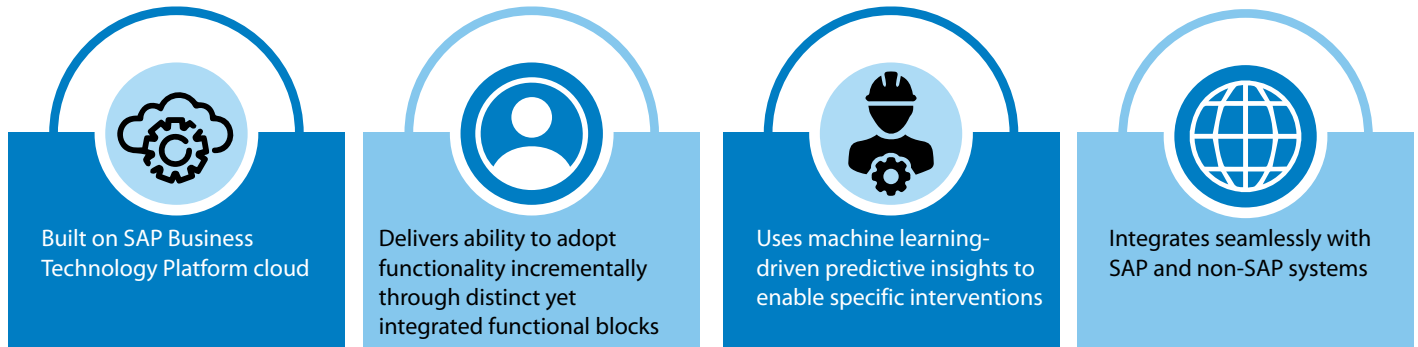 Built on SAP Business
Technology Platform cloud
Delivers ability to adopt
functionality incrementally
through distinct yet
integrated functional blocks
Uses machine learning-
driven predictive insights to
enable specific interventions
Integrates seamlessly with
SAP and non-SAP systems